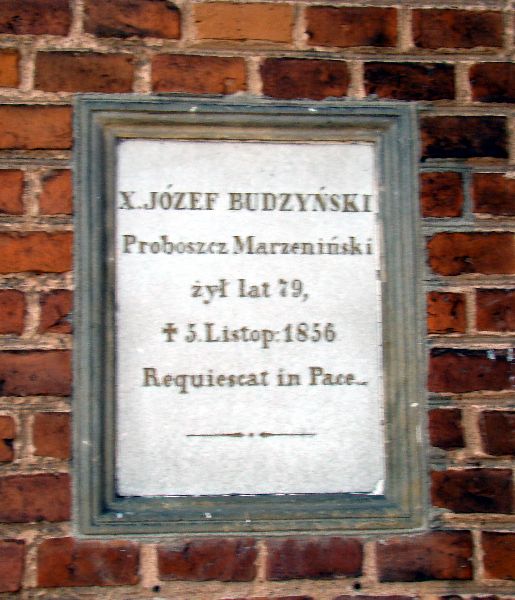 X. JÓZEF BUDZYŃSKI
Proboszcz Marzeniński
żył lat 79,
✝ 5. Listop: 1856
Requiescat in Pace.